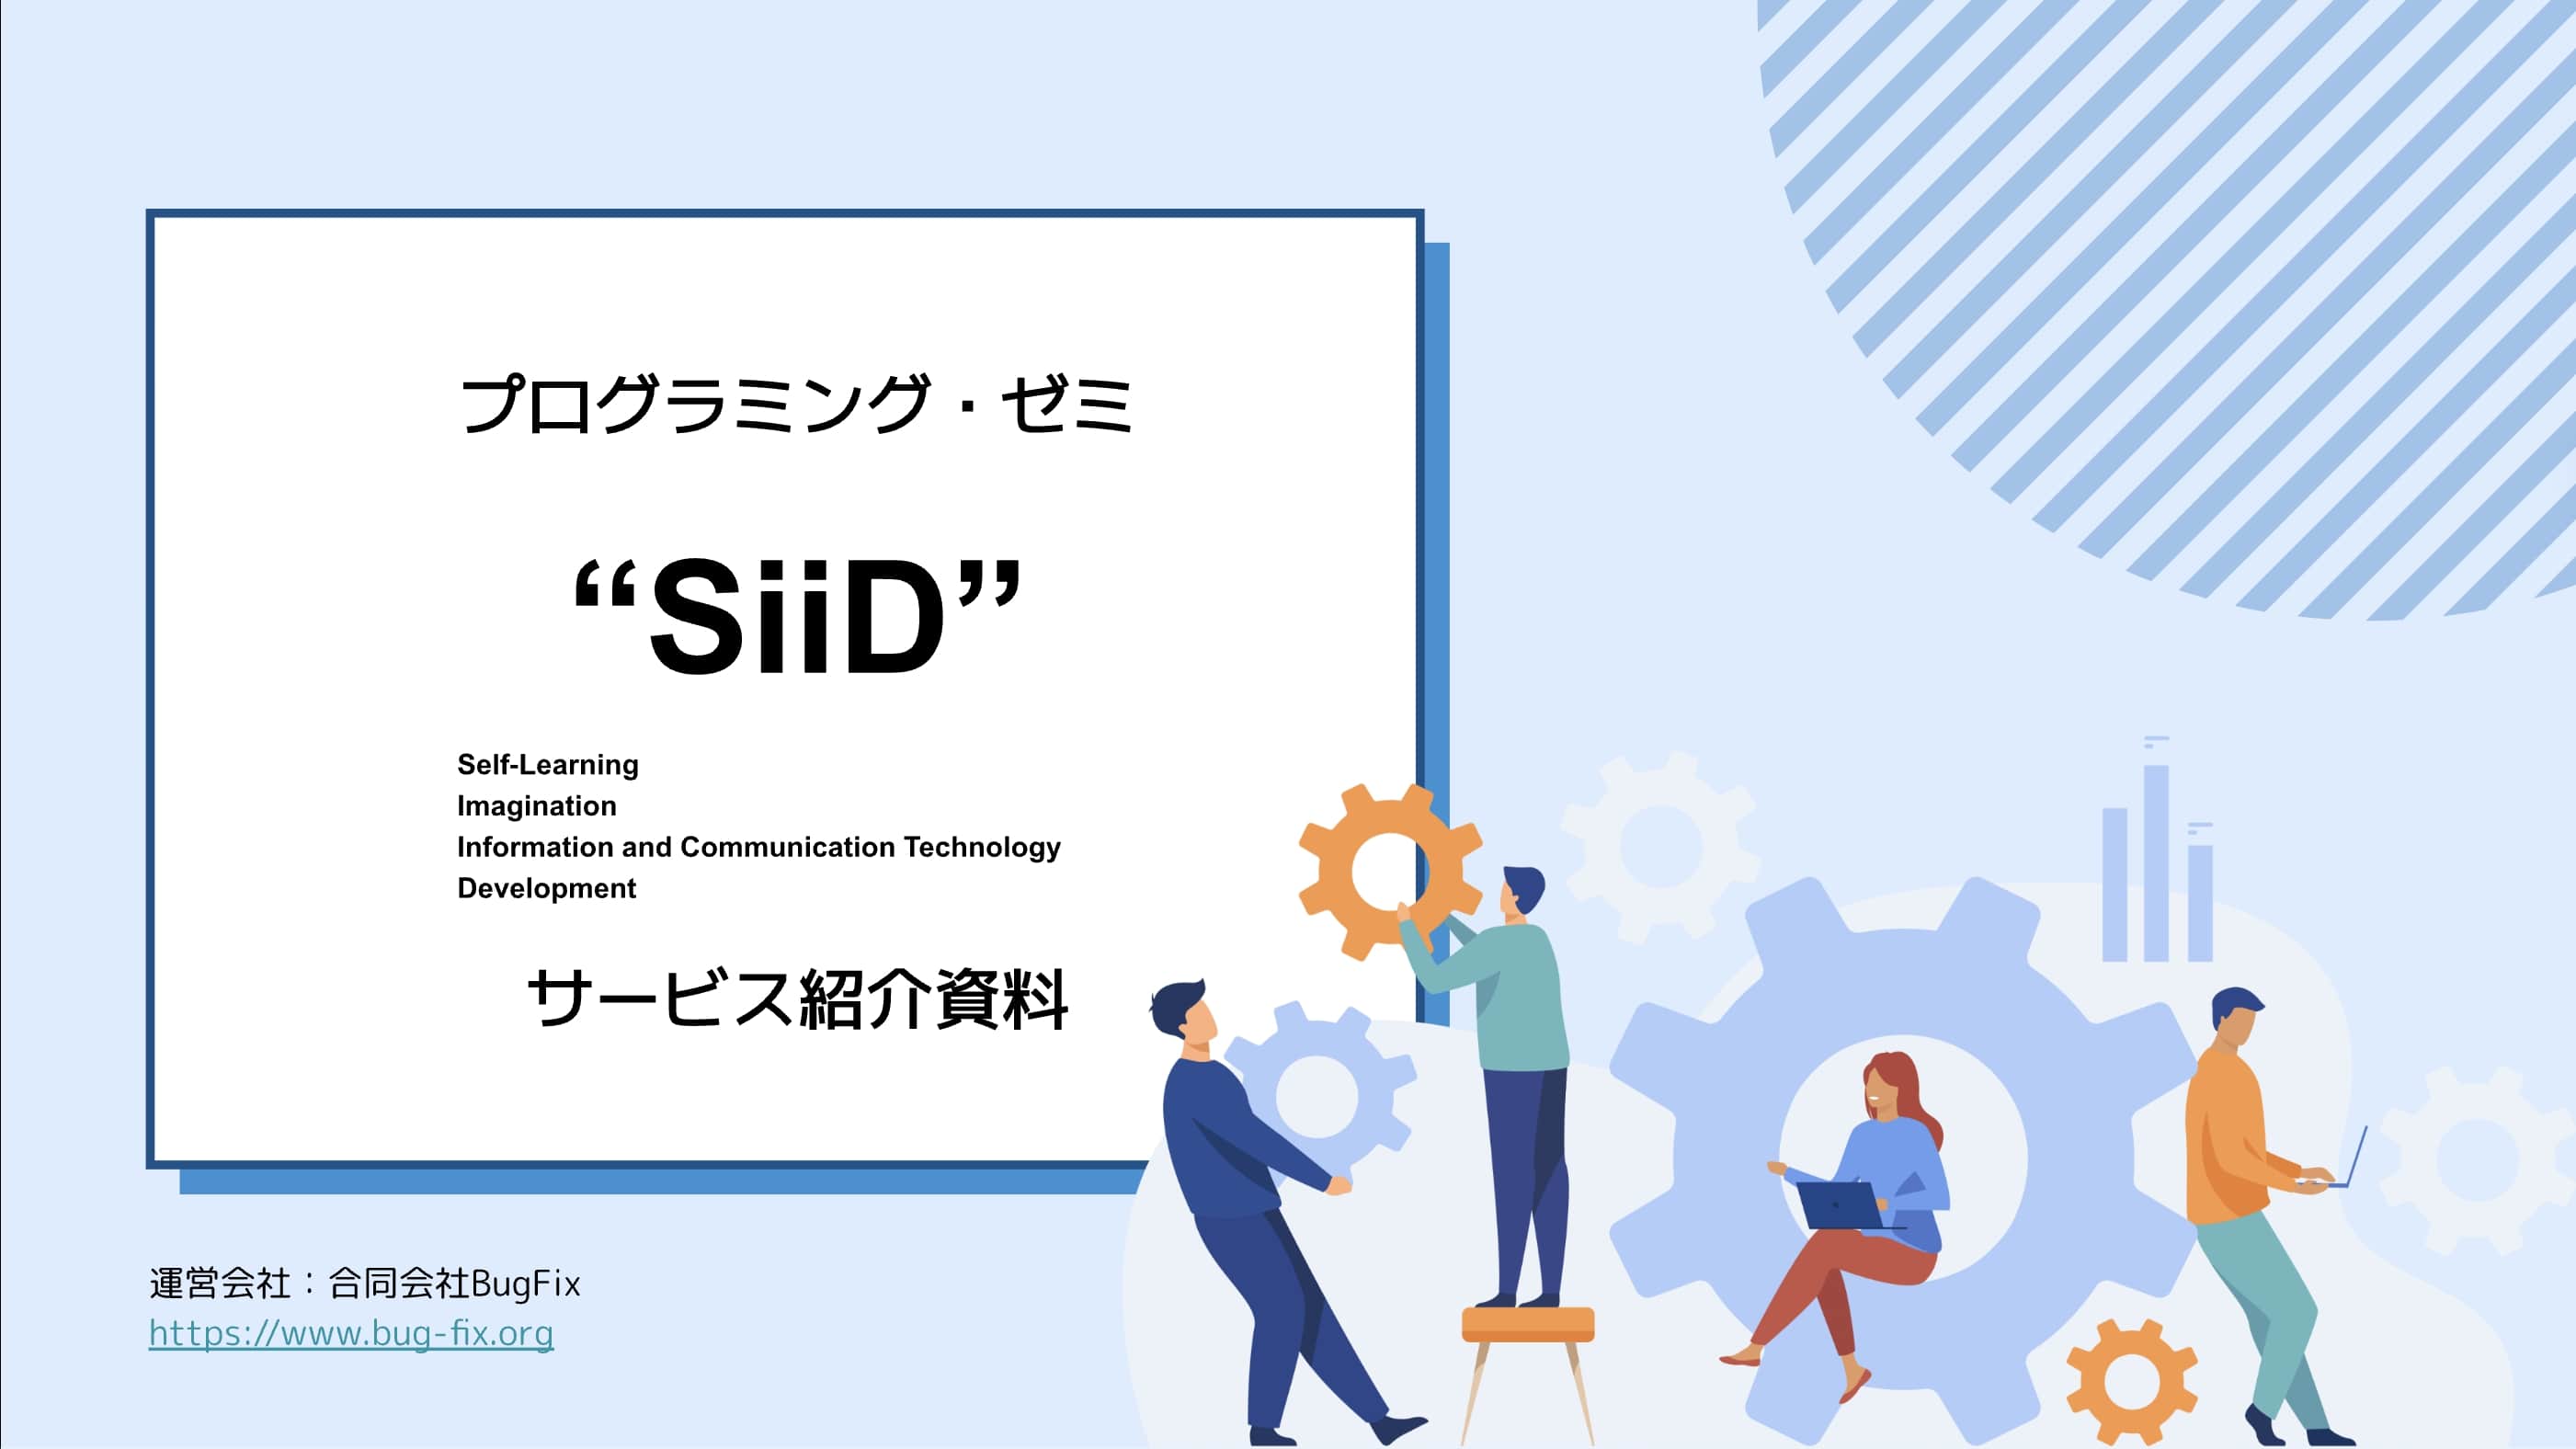 プログラミング・ゼミ
“SiiD”
Self-Learning
Imagination
Information and Communication Technology
Development
サービス紹介資料
運営会社：合同会社BugFix
https://www.bug-fix.org